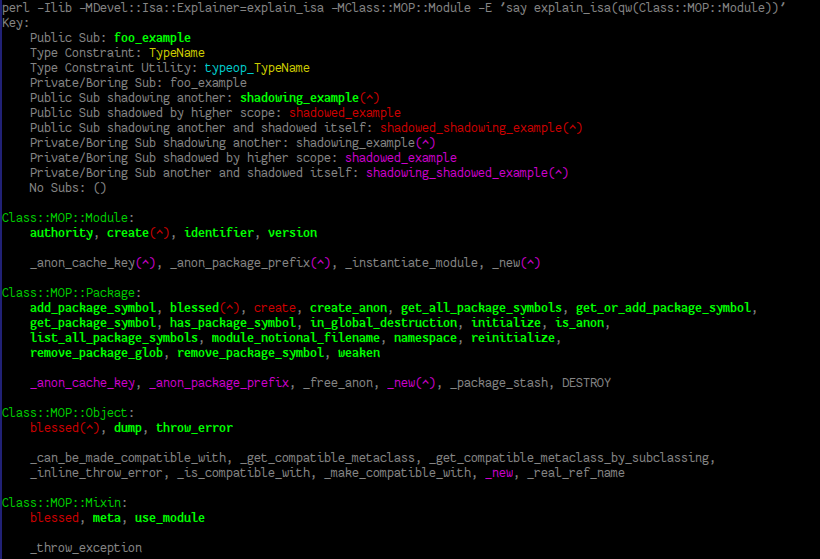 perl -Ilib -MDevel::Isa::Explainer=explain_isa -MClass::MOP::Module -E 'say explain_isa(qw(Class::MOP::Module))'
Key:
Public Sub: foo_example
Type Constraint: TypeName
Type Constraint Utility: typeop_TypeName
Private/Boring Sub: foo_example
Public Sub shadowing another: shadowing_example(^)
Public Sub shadowed by higher scope: shadowed_example
Public Sub shadowing another and shadowed itself: shadowed_shadowing_example(^)
Private/Boring Sub shadowing another: shadowing_example(^)
Private/Boring Sub shadowed by higher scope: shadowed_example
Private/Boring Sub another and shadowed itself: shadowing_shadowed_example(^)
No Subs: ()
Class::MOP::Module:
authority, create(^), identifier, version
_anon_cache_key(^), _anon_package_prefix(^), _instantiate_module, _new(^)
Class::MOP::Package:
add_package_symbol, blessed(^), create, create_anon, get_all_package_symbols, get_or_add_package_symbol,
get_package_symbol, has_package_symbol, in_global_destruction, initialize, is_anon,
list_all_package_symbols, module_notional_filename, namespace, reinitialize,
remove_package_glob, remove_package_symbol, weaken
_anon_cache_key, _anon_package_prefix, _free_anon, _new(^), _package_stash, DESTROY
Class::MOP::Object:
blessed(^), dump, throw_error
_can_be_made_compatible_with, _get_compatible_metaclass, _get_compatible_metaclass_by_subclassing,
_inline_throw_error, _is_compatible_with, _make_compatible_with, _new, _real_ref_name
Class::MOP::Mixin:
blessed, meta, use_module
_throw_exception